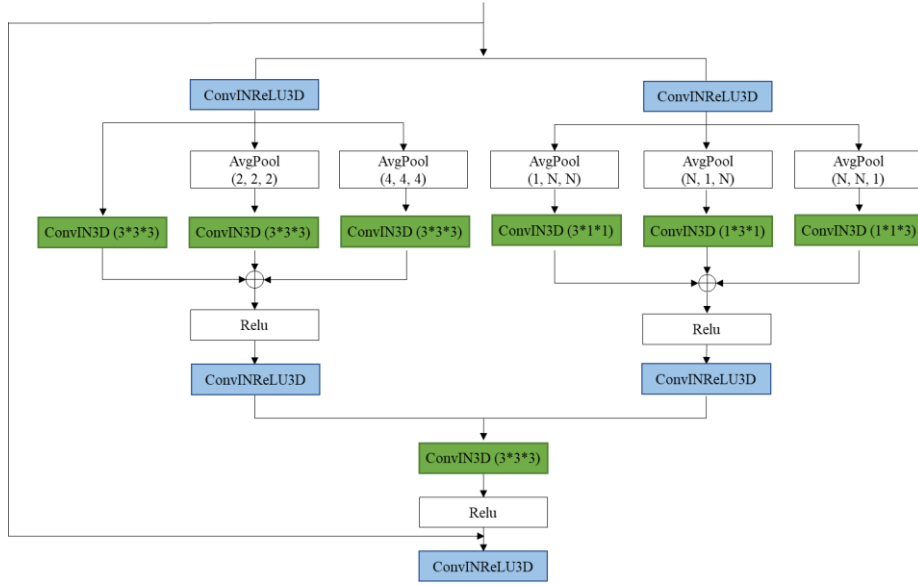 ConvINReLU3D
ConvINReLU3D
AvgPool
(2, 2, 2)
AvgPool
(4, 4, 4)
AvgPool
(1, N, N)
AvgPool
(N, 1, N)
AvgPool
(N, N, 1)
ConvIN3D (3*3*3)
ConvIN3D (3*3*3)
ConvIN3D (3*3*3)
ConvIN3D (3*1*1)
ConvIN3D (1*3*1)
ConvIN3D (1*1*3)
Relu
Relu
ConvINReLU3D
ConvINReLU3D
ConvIN3D (3*3*3)
Relu
ConvINReLU3D